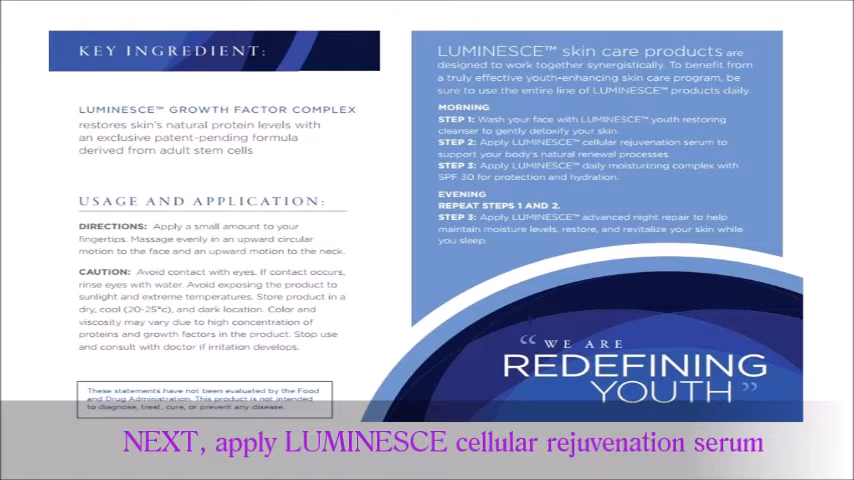 KEY INGREDIENT:
LUMINESCE™ GROWTH FACTOR COMPLEX
restores skin's natural protein levels with
an exclusive patent-pending formula
derived from adult stem cells
USAGE AND APPLICATION:
DIRECTIONS: Apply a small amount to your
fingertips. Massage evenly in an upward circular
motion to the face and an upward motion to the neck.
CAUTION: Avoid contact with eyes. If contact occurs,
rinse eyes with water. Avoid exposing the product to
sunlight and extreme temperatures. Store product in a
dry, cool (20-25°c), and dark location. Color and
viscosity may vary due to high concentration of
proteins and growth factors in the product. Stop use
and consult with doctor if irritation develops.
These statements have not been evaluated by the Food
and Drug Administration. This product is not intended
to diagnose, treat, cure, or prevent any disease.
LUMINESCE™ skin care products are
designed to work together synergistically. To benefit from
a truly effective youth-enhancing skin care program, be
sure to use the entire line of LUMINESCE™ products daily.
MORNING
STEP 1: Wash your face with LUMINESCE™ youth restoring
cleanser to gently detoxify your skin.
STEP 2: Apply LUMINESCE™ cellular rejuvenation serum to
support your body's natural renewal processes.
STEP 3: Apply LUMINESCE™ daily moisturizing complex with
SPF 30 for protection and hydration.
EVENING
REPEAT STEPS 1 AND 2.
STEP 3: Apply LUMINESCE™ advanced night repair to help
maintain moisture levels, restore, and revitalize your skin while
you sleep.
“ WE ARE
REDEFINING
YOUTH ”
NEXT, apply LUMINESCE cellular rejuvenation serum